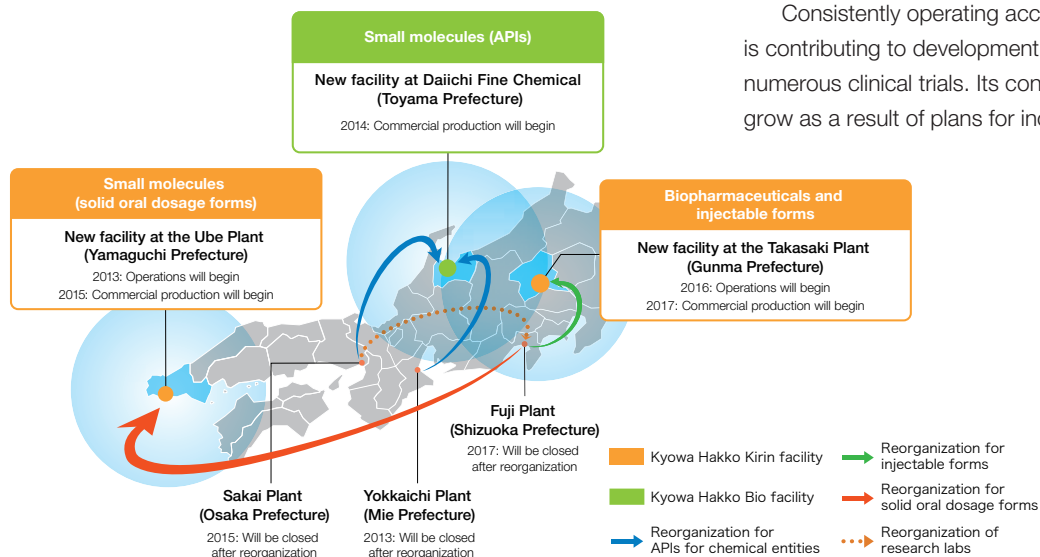 Consistently operating acc
is contributing to development
numerous clinical trials. Its con
grow as a result of plans for inc
Small molecules (APIs)
New facility at Daiichi Fine Chemical
(Toyama Prefecture)
2014: Commercial production will begin
Small molecules
(solid oral dosage forms)
New facility at the Ube Plant
(Yamaguchi Prefecture)
2013: Operations will begin
2015: Commercial production will begin
Biopharmaceuticals and
injectable forms
New facility at the Takasaki Plant
(Gunma Prefecture)
2016: Operations will begin
2017: Commercial production will begin
Fuji Plant
(Shizuoka Prefecture)
2017: Will be closed
after reorganization
Sakai Plant
(Osaka Prefecture)
2015: Will be closed
after reorganization
Yokkaichi Plant
(Mie Prefecture)
2013: Will be closed
after reorganization
Kyowa Hakko Kirin facility
Kyowa Hakko Bio facility
Reorganization for
APIs for chemical entities
Reorganization for
injectable forms
Reorganization for
solid oral dosage forms
Reorganization of
research labs